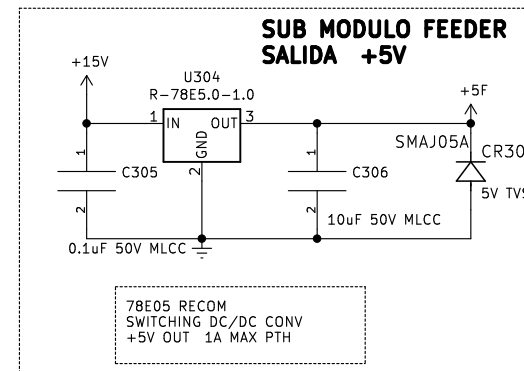 SUB MODULO FEEDER
SALIDA +5V
+15V
U304
R-78E5.0-1.0
+5F
1 IN OUT 3
GND
2
SMAJ05A
CR30
5V TVS
1
C305
2
1
C306
2
0.1uF 50V MLCC
10uF 50V MLCC
78E05 RECOM
SWITCHING DC/DC CONV
+5V OUT 1A MAX PTH